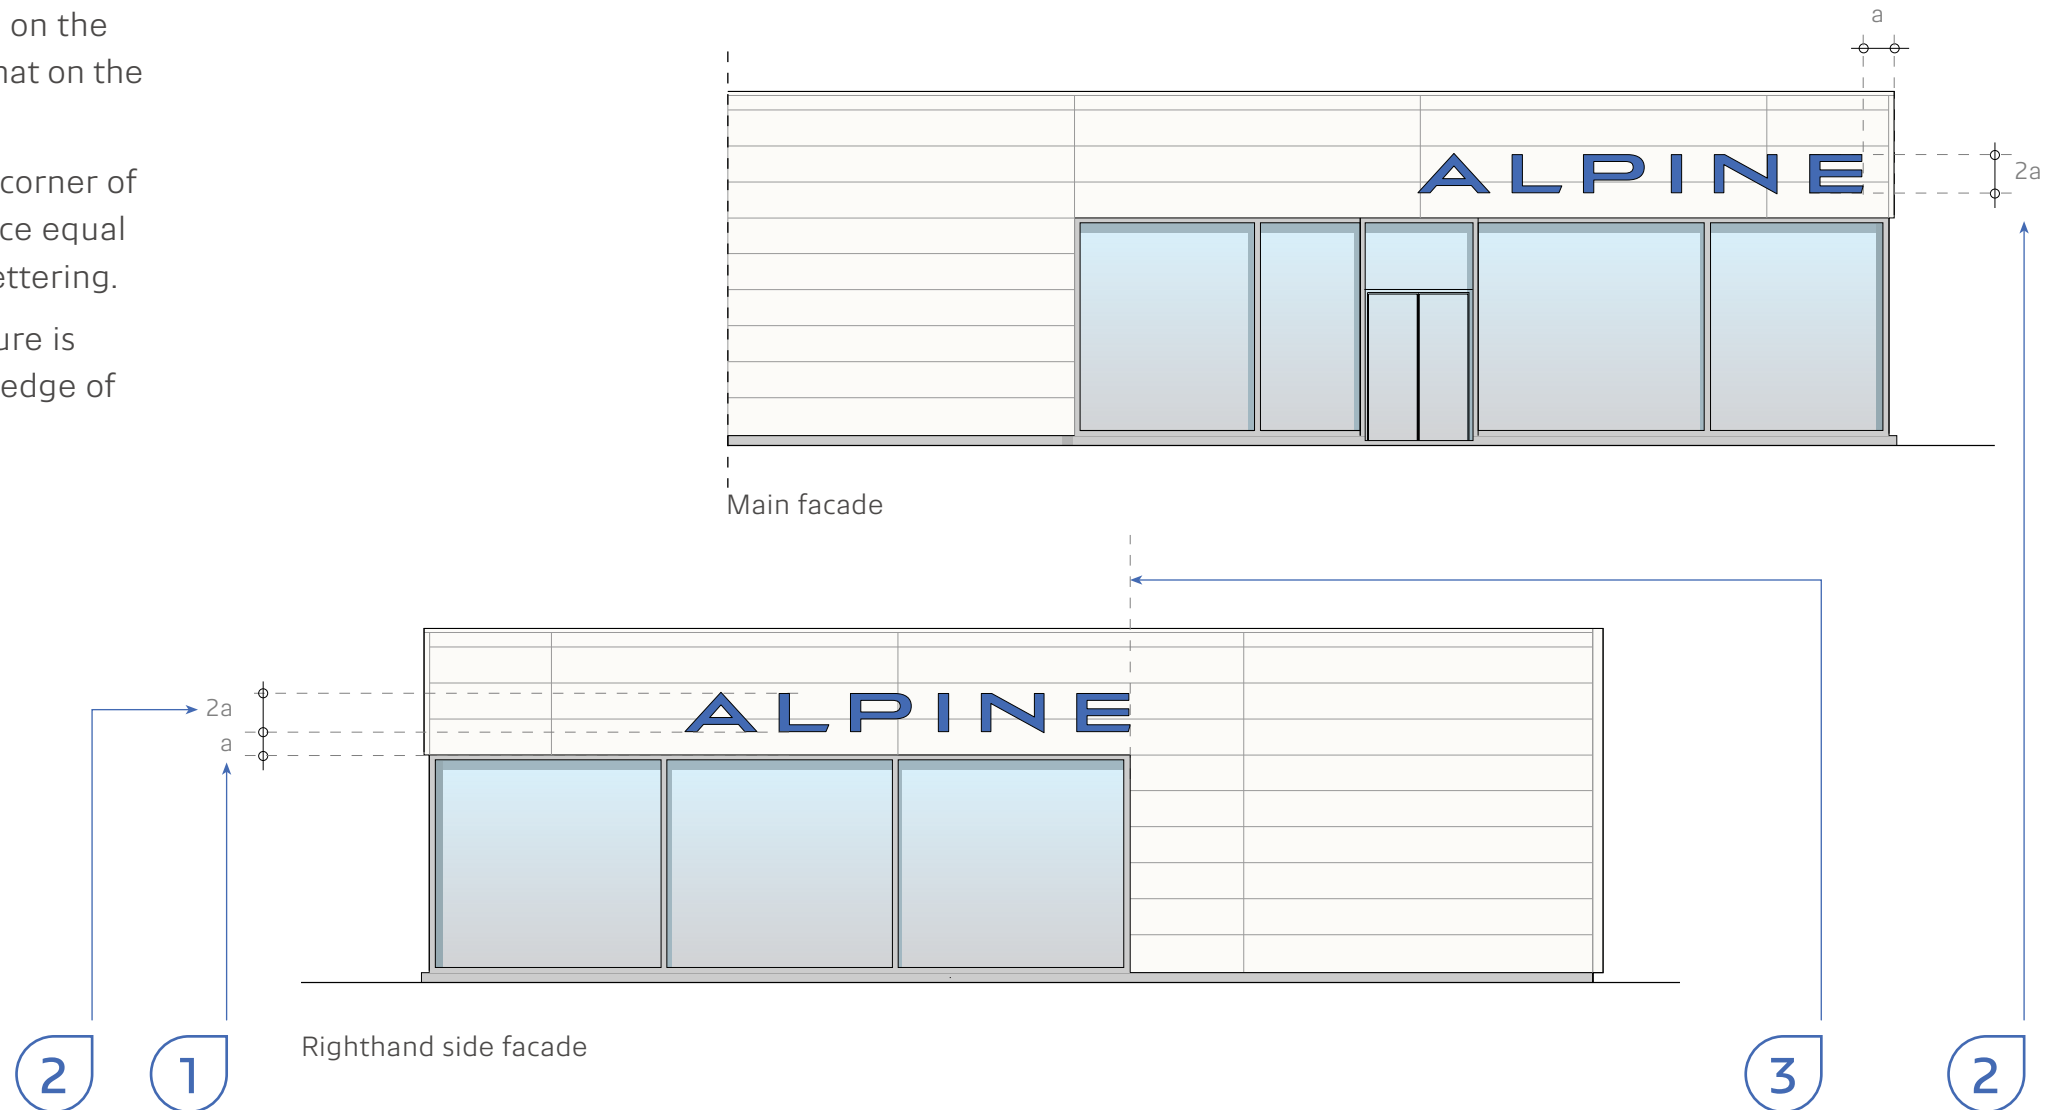 on the
hat on the
corner of
ce equal
ettering.
ure is
edge of
a
ALPINE
2a
Main facade
ALPINE
2a
a
Righthand side facade
2
1
3
2